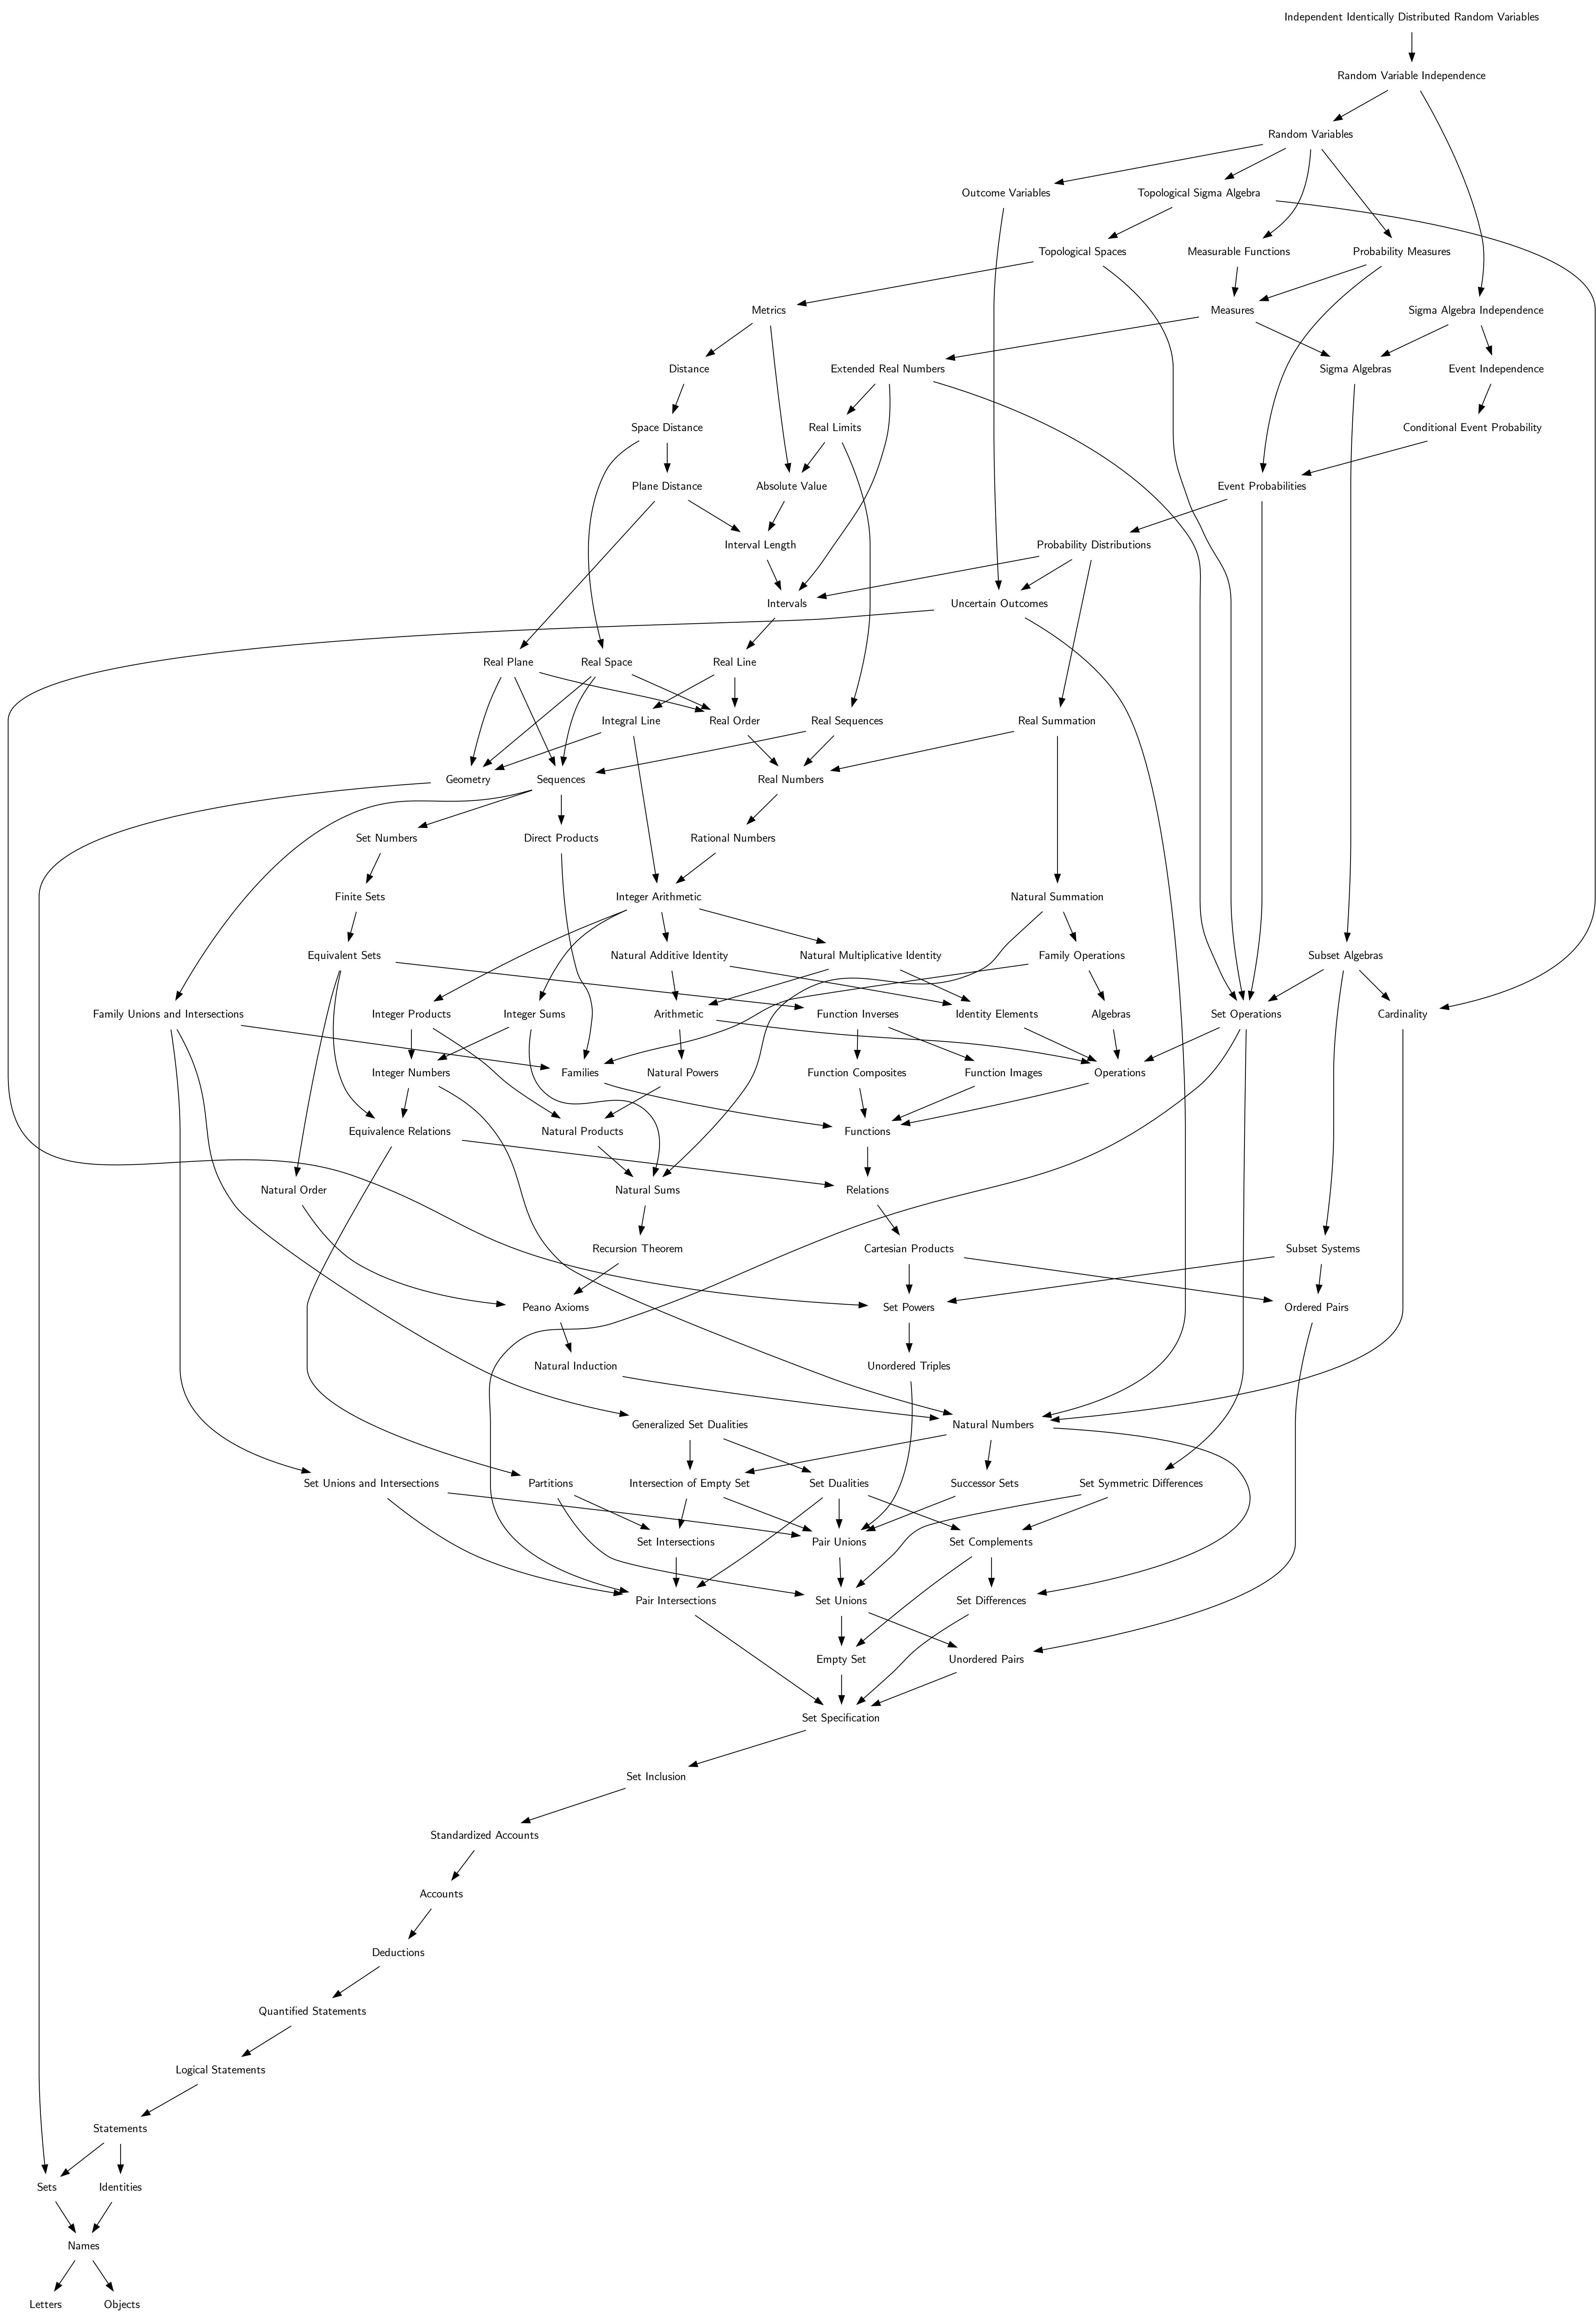 Independent Identically Distributed Random Variables
Random Variable Independence
Random Variables
Outcome Variables
Topological Sigma Algebra
Topological Spaces
Measurable Functions
Probability Measures
Metrics
Measures
Sigma Algebra Independence
Distance
Extended Real Numbers
Sigma Algebras
Event Independence
Space Distance
Real Limits
Conditional Event Probability
Plane Distance
Absolute Value
Event Probabilities
Interval Length
Probability Distributions
Intervals
Uncertain Outcomes
Real Plane
Real Space
Real Line
Integral Line
Real Order
Real Sequences
Real Summation
Geometry
Sequences
Real Numbers
Set Numbers
Direct Products
Rational Numbers
Finite Sets
Integer Arithmetic
Natural Summation
Equivalent Sets
Natural Additive Identity
Natural Multiplicative Identity
Family Operations
Subset Algebras
Family Unions and Intersections
Integer Products
Integer Sums
Arithmetic
Function Inverses
Identity Elements
Algebras
Set Operations
Cardinality
Integer Numbers
Families
Natural Powers
Function Composites
Function Images
Operations
Equivalence Relations
Natural Products
Functions
Natural Order
Natural Sums
Relations
Recursion Theorem
Cartesian Products
Subset Systems
Peano Axioms
Set Powers
Ordered Pairs
Natural Induction
Unordered Triples
Generalized Set Dualities
Natural Numbers
Set Unions and Intersections
Partitions
Intersection of Empty Set
Set Dualities
Successor Sets
Set Symmetric Differences
Set Intersections
Pair Unions
Set Complements
Pair Intersections
Set Unions
Set Differences
Empty Set
Unordered Pairs
Set Specification
Set Inclusion
Standardized Accounts
Accounts
Deductions
Quantified Statements
Logical Statements
Statements
Sets
Identities
Names
Letters
Objects